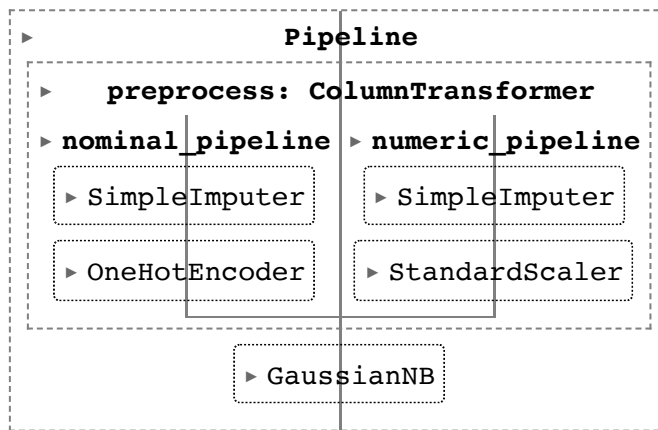 Pipeline
preprocess: ColumnTransformer
nominal_pipeline
numeric_pipeline
SimpleImputer
SimpleImputer
OneHotEncoder
StandardScaler
GaussianNB